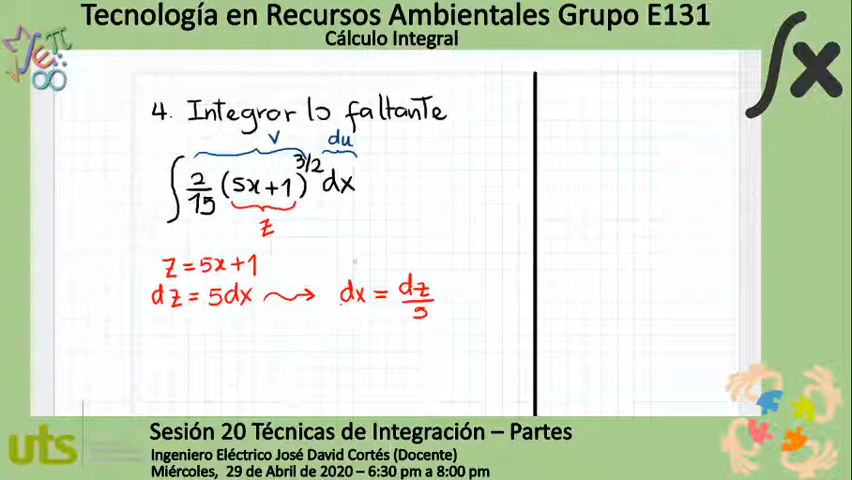 Tecnología en Recursos Ambientales Grupo E131
Cálculo Integral
4. Integrar lo faltante
v du
∫ 2/15 (5x+1)^3/2 dx
z
z = 5x+1
dz = 5dx → dx = dz/5
uts
Sesión 20 Técnicas de Integración – Partes
Ingeniero Eléctrico José David Cortés (Docente)
Miércoles, 29 de Abril de 2020 – 6:30 pm a 8:00 pm